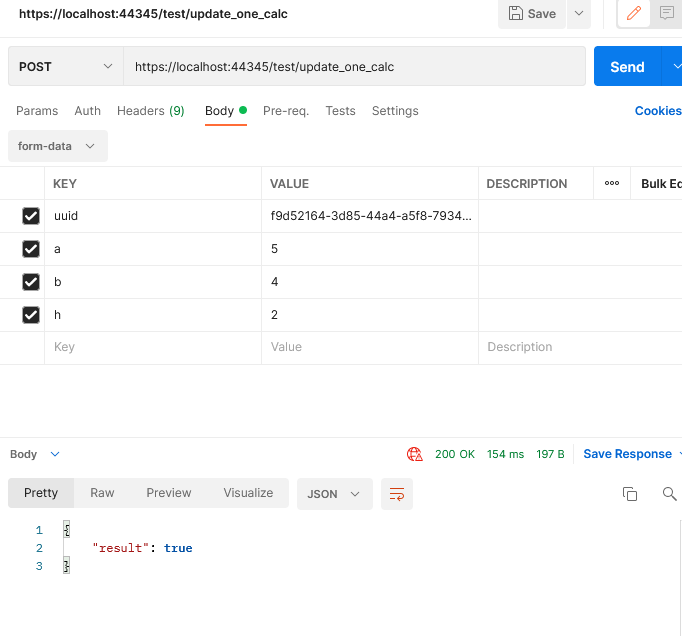 https://localhost:44345/test/update_one_calc
Save
POST
https://localhost:44345/test/update_one_calc
Send
Params Auth Headers (9) Body Pre-req. Tests Settings Cookies
form-data
KEY VALUE DESCRIPTION ooo Bulk Ed
uuid f9d52164-3d85-44a4-a5f8-7934...
a 5
b 4
h 2
Key Value Description
Body 200 OK 154 ms 197 B Save Response
Pretty Raw Preview Visualize JSON
1 {
2 "result": true
3 }